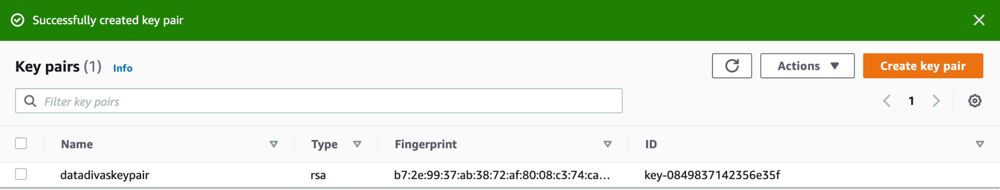 Successfully created key pair
Key pairs (1) Info
Actions
Create key pair
Filter key pairs
1
Name Type Fingerprint ID
datadivaskeypair rsa b7:2e:99:37:ab:38:72:af:80:08:c3:74:ca... key-0849837142356e35f